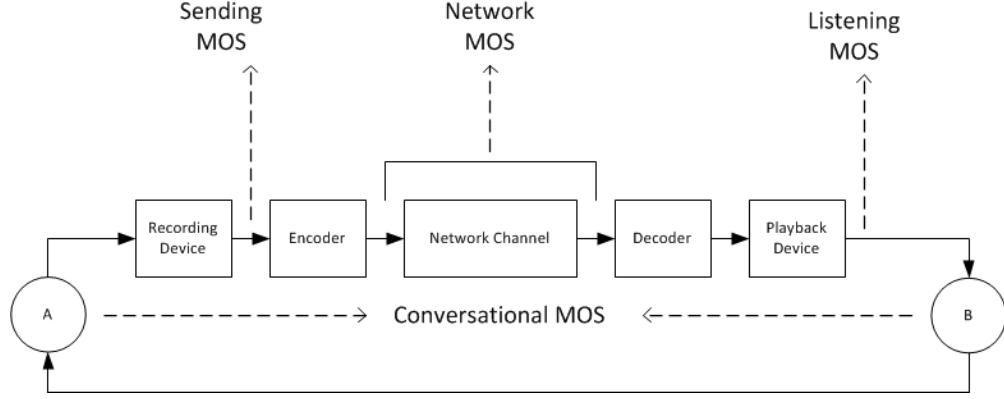 Sending
MOS
Network
MOS
Listening
MOS
Recording
Device
Encoder
Network Channel
Decoder
Playback
Device
A
Conversational MOS
B